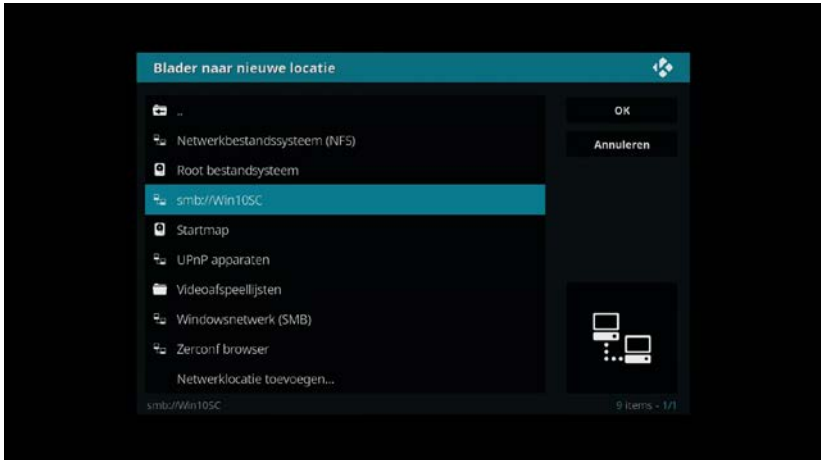 Blader naar nieuwe locatie
..
Netwerkbestandssysteem (NFS)
Root bestandsysteem
smb://Win10SC
Startmap
UPnP apparaten
Videoafspeellijsten
Windowsnetwerk (SMB)
Zerconf browser
Netwerklocatie toevoegen...
OK
Annuleren
smb://Win10SC
9 items - 1/1